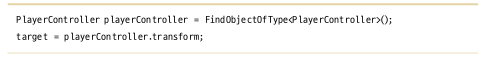 PlayerController playerController = FindObjectOfType<PlayerController>();
target = playerController.transform;